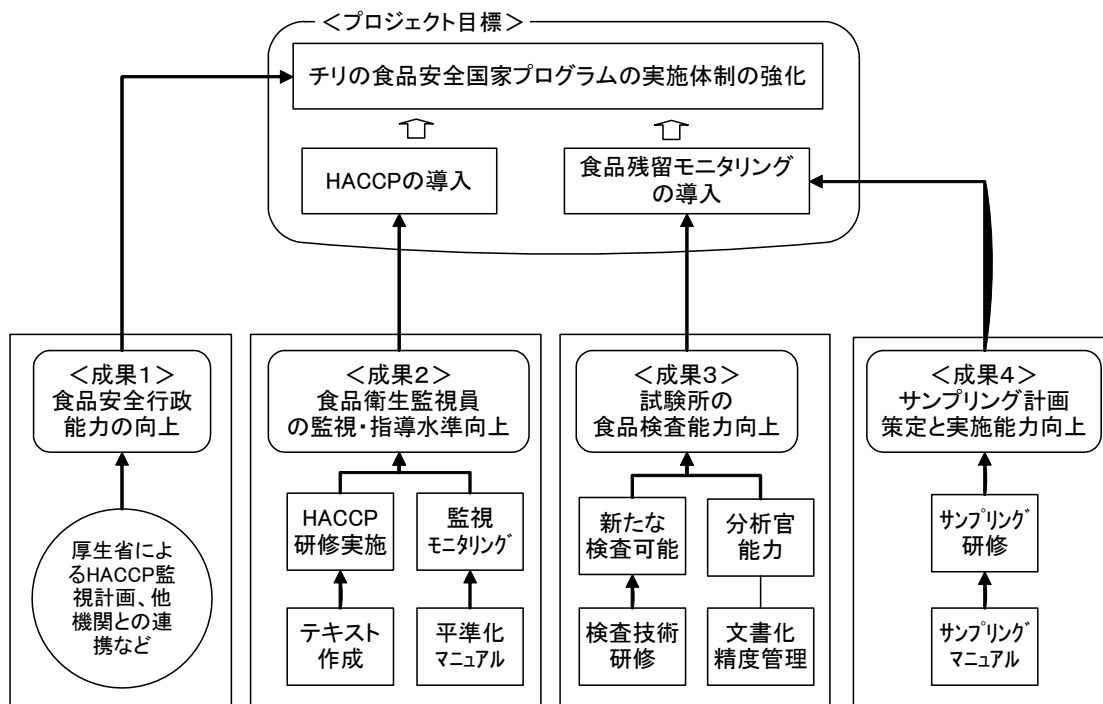 ＜プロジェクト目標＞
チリの食品安全国家プログラムの実施体制の強化
HACCPの導入
食品残留モニタリング
の導入
＜成果１＞
食品安全行政
能力の向上
厚生省によ
るHACCP監
視計画、他
機関との連
携など
＜成果２＞
食品衛生監視員
の監視・指導水準向上
HACCP
研修実施
監視
ﾓﾆﾀﾘﾝｸﾞ
テキスト
作成
平準化
ﾏﾆｭｱﾙ
＜成果３＞
試験所の
食品検査能力向上
新たな
検査可能
分析官
能力
検査技術
研修
文書化
精度管理
＜成果４＞
サンプリング計画
策定と実施能力向上
ｻﾝﾌﾟﾘﾝｸﾞ
研修
ｻﾝﾌﾟﾘﾝｸﾞ
ﾏﾆｭｱﾙ